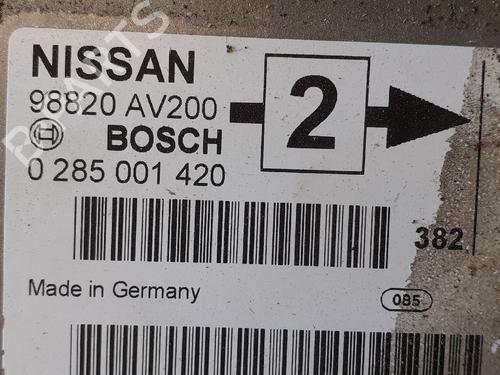 NISSAN
98820 AV200
2
BOSCH
0 285 001 420
382
Made in Germany
085